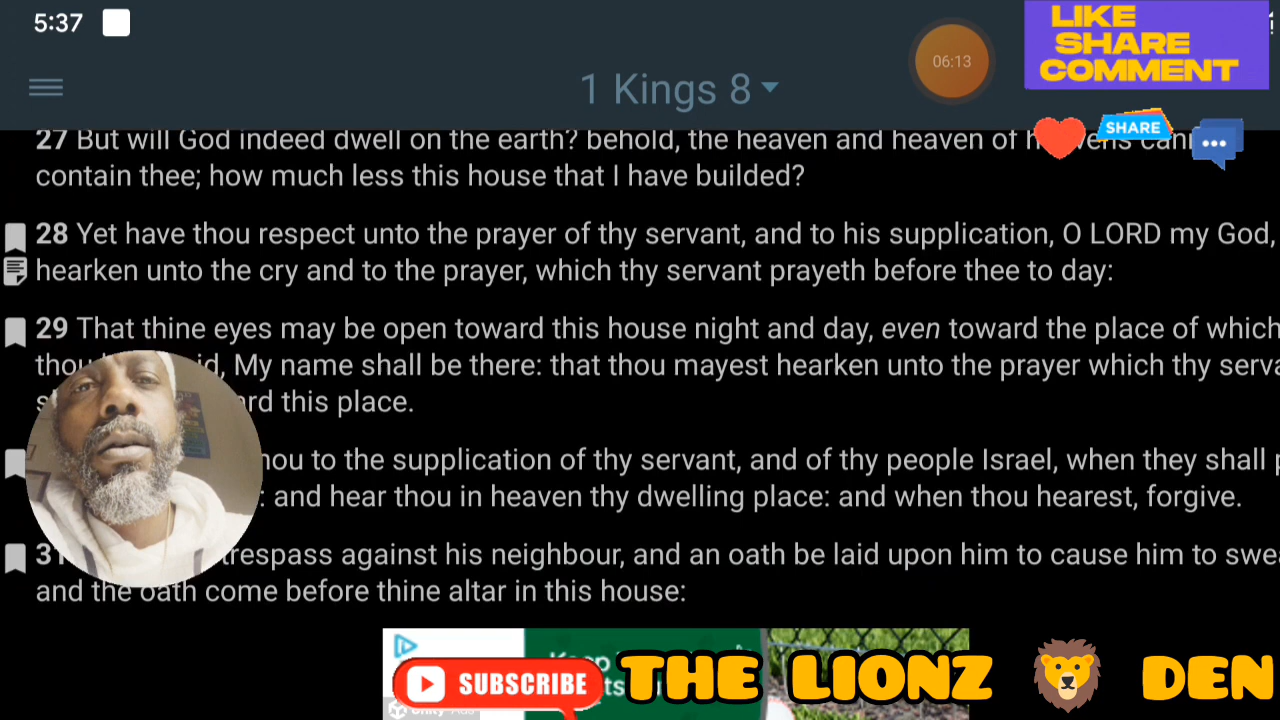 5:37
06:13
LIKE
SHARE
COMMENT
1 Kings 8
SHARE
27 But will God indeed dwell on the earth? behold, the heaven and heaven of
contain thee; how much less this house that I have builded?
28 Yet have thou respect unto the prayer of thy servant, and to his supplication, O LORD my God,
hearken unto the cry and to the prayer, which thy servant prayeth before thee to day:
29 That thine eyes may be open toward this house night and day, even toward the place of which
My name shall be there: that thou mayest hearken unto the prayer which thy
this place.
to the supplication of thy servant, and of thy people Israel, when they shall
: and hear thou in heaven thy dwelling place: and when thou hearest, forgive.
trespass against his neighbour, and an oath be laid upon him to cause him to
and the oath come before thine altar in this house:
SUBSCRIBE
THE LIONZ DEN